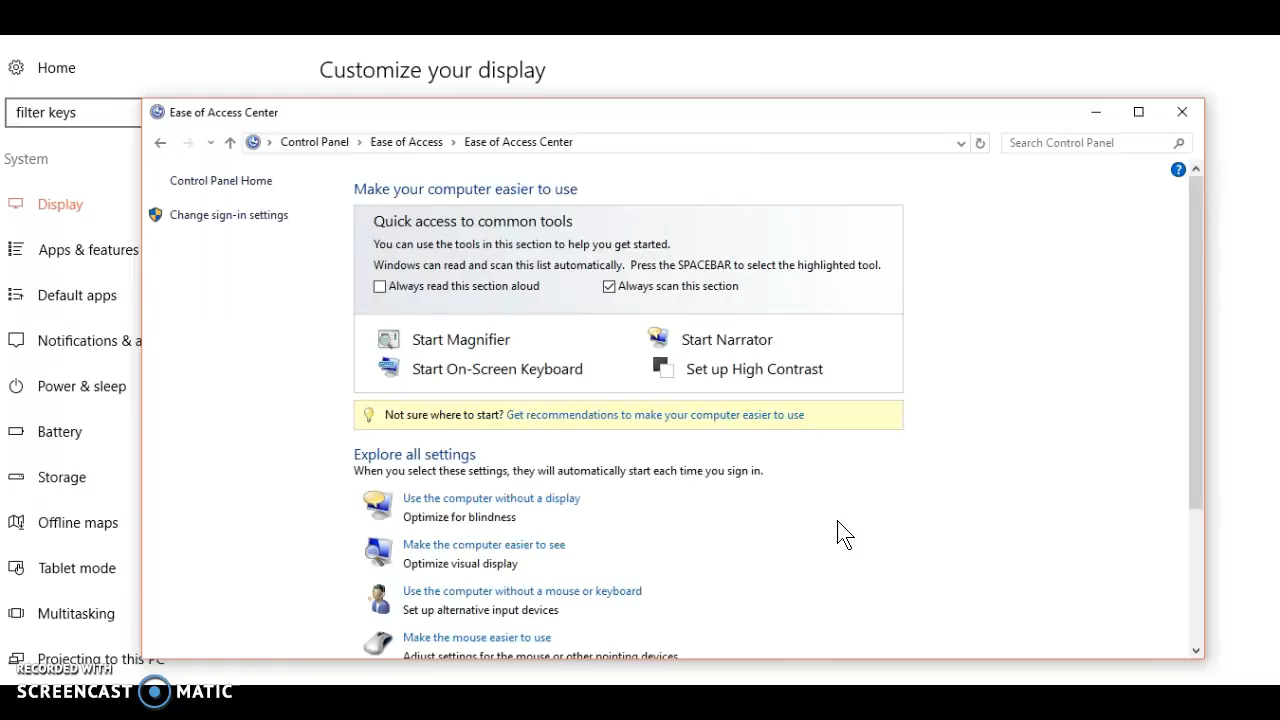 Home
Customize your display
filter keys
System
Display
Apps & features
Default apps
Notifications & a
Power & sleep
Battery
Storage
Offline maps
Tablet mode
Multitasking
Projecting to this PC
Ease of Access Center
Control Panel > Ease of Access > Ease of Access Center
Search Control Panel
?
Control Panel Home
Change sign-in settings
Make your computer easier to use
Quick access to common tools
You can use the tools in this section to help you get started.
Windows can read and scan this list automatically. Press the SPACEBAR to select the highlighted tool.
Always read this section aloud
Always scan this section
Start Magnifier
Start Narrator
Start On-Screen Keyboard
Set up High Contrast
Not sure where to start? Get recommendations to make your computer easier to use
Explore all settings
When you select these settings, they will automatically start each time you sign in.
Use the computer without a display
Optimize for blindness
Make the computer easier to see
Optimize visual display
Use the computer without a mouse or keyboard
Set up alternative input devices
Make the mouse easier to use
Adjust settings for the mouse or other pointing devices
RECORDED WITH
SCREENCAST MATIC